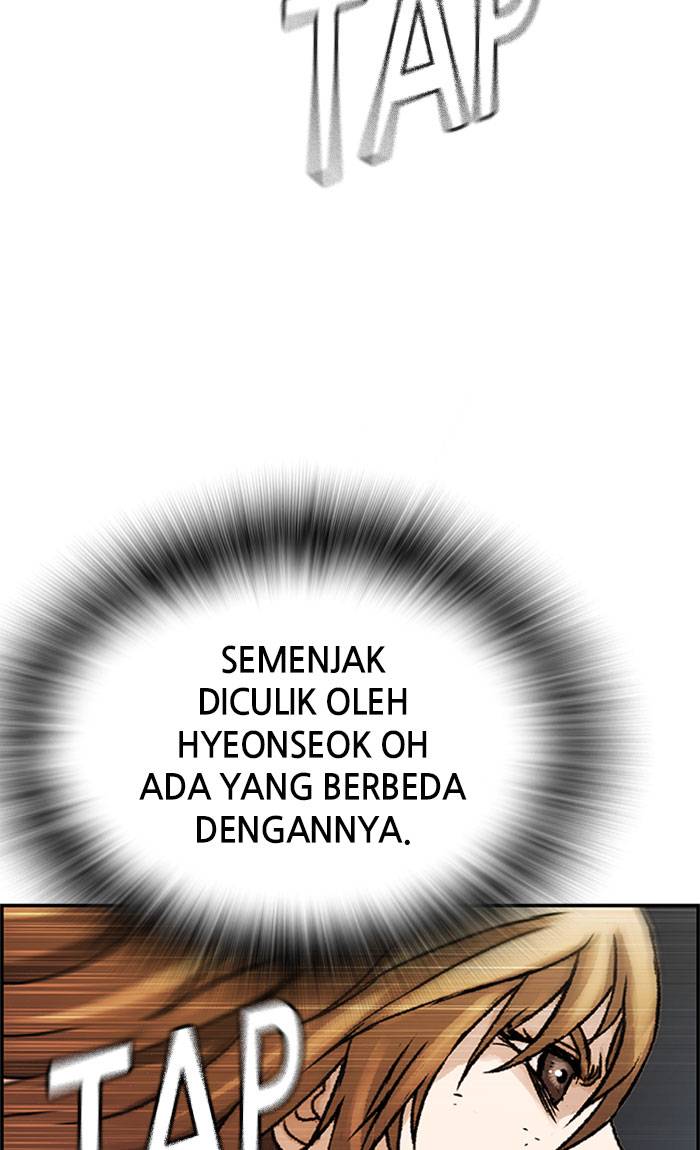 TAP
SEMENJAK
DICULIK OLEH
HYEONSEOK OH
ADA YANG BERBEDA
DENGANNYA.
TAP